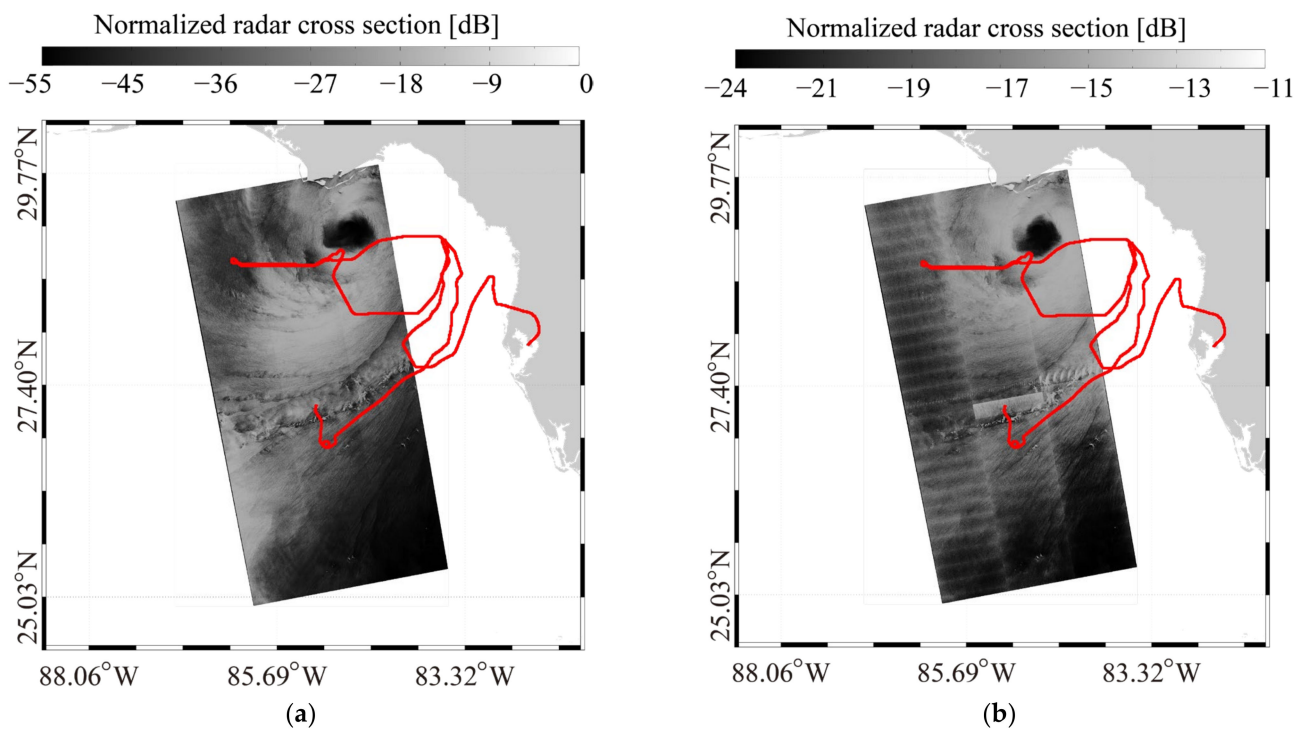 Normalized radar cross section [dB]
−55 −45 −36 −27 −18 −9 0
29.77°N
27.40°N
25.03°N
88.06°W 85.69°W 83.32°W
(a)
Normalized radar cross section [dB]
−24 −21 −19 −17 −15 −13 −11
29.77°N
27.40°N
25.03°N
88.06°W 85.69°W 83.32°W
(b)